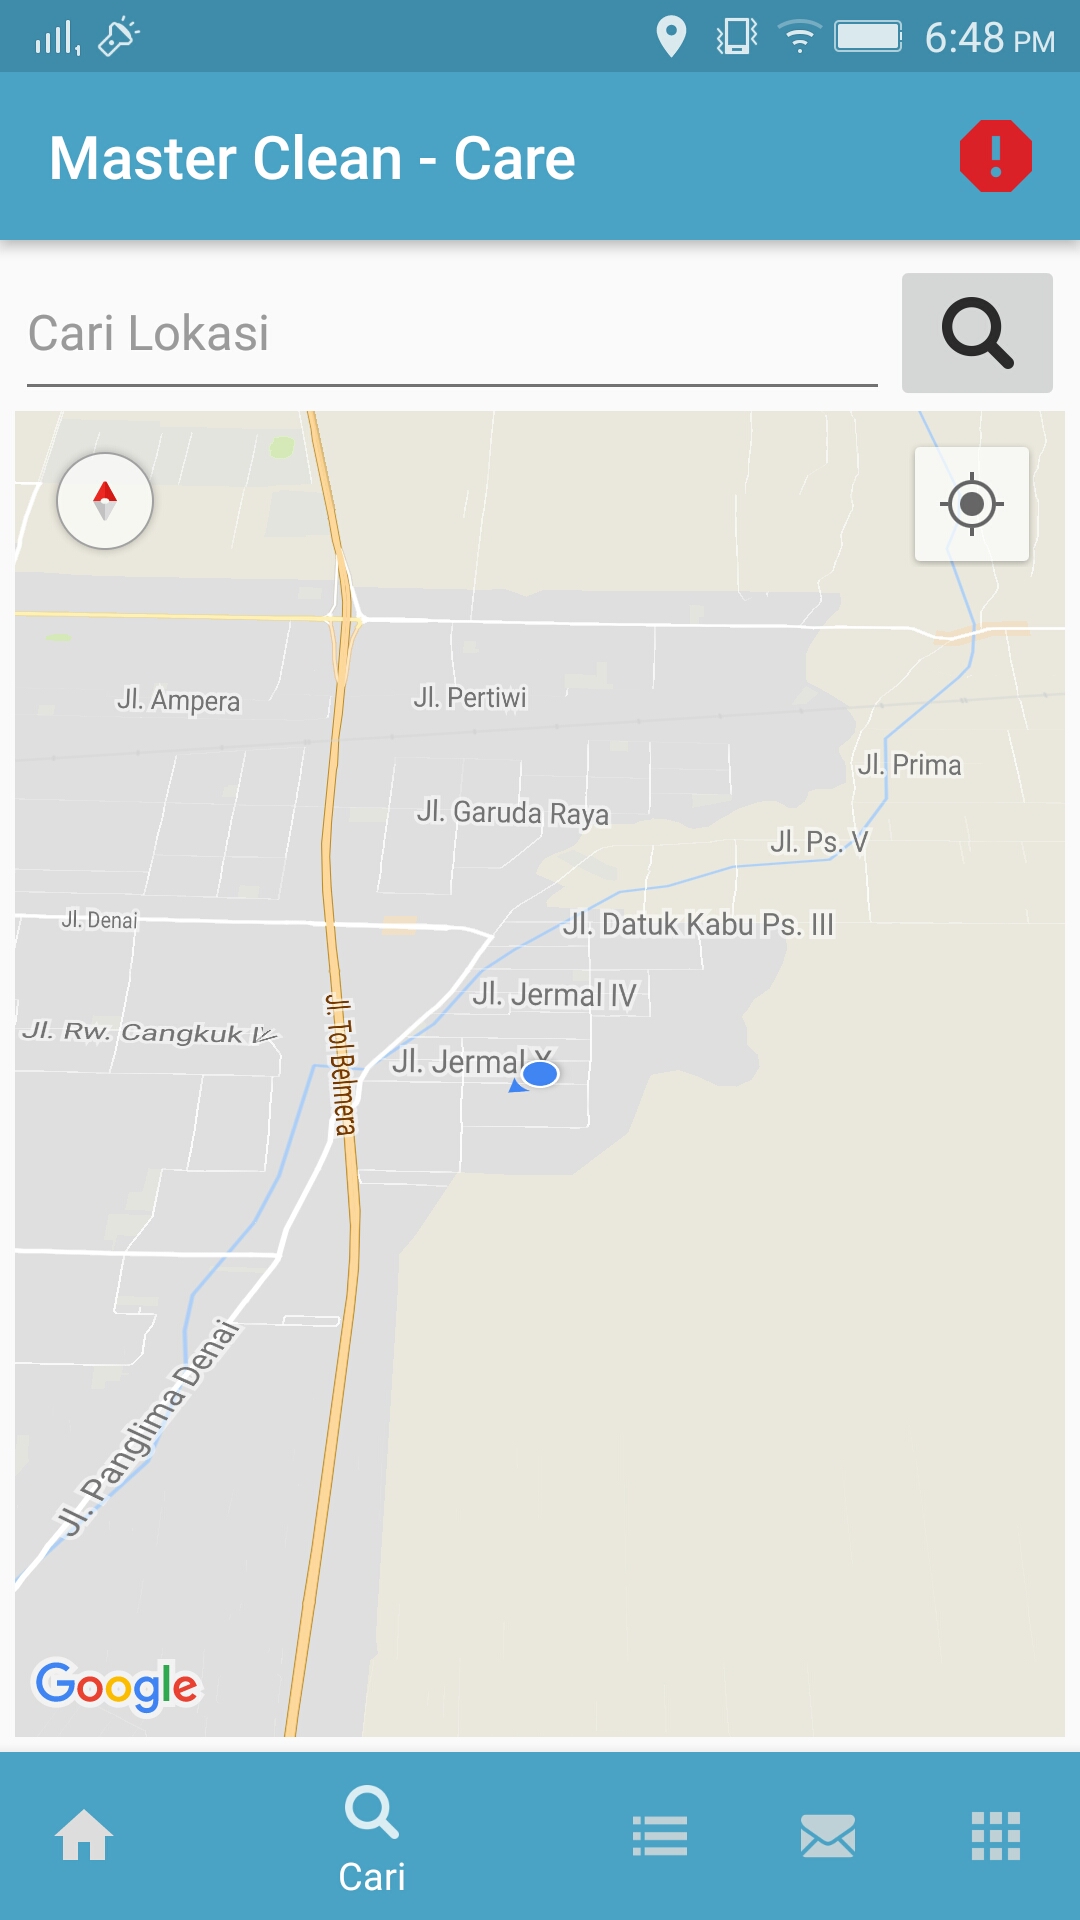 6:48 PM
Master Clean - Care
Cari Lokasi
Jl. Ampera
Jl. Pertiwi
Jl. Prima
Jl. Garuda Raya
Jl. Ps. V
Jl. Denai
Jl. Datuk Kabu Ps. III
Jl. Jermal IV
Jl. Rw. Cangkuk
Jl. Tol Belmera
Jl. Jermal X
Jl. Panglima Denai
Google
Cari